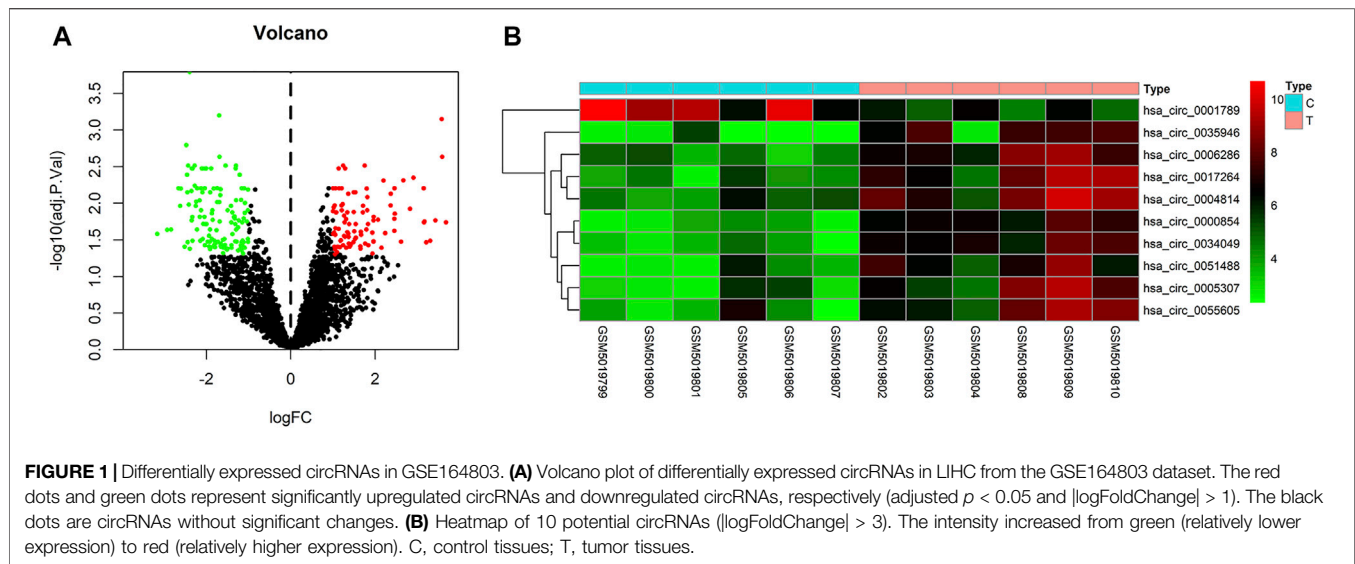 A
Volcano
-log10(adj.P.Val)
3.5
3.0
2.5
2.0
1.5
1.0
0.5
0.0
-2
0
2
logFC
B
Type
hsa_circ_0001789
hsa_circ_0035946
hsa_circ_0006286
hsa_circ_0017264
hsa_circ_0004814
hsa_circ_0000854
hsa_circ_0034049
hsa_circ_0051488
hsa_circ_0005307
hsa_circ_0055605
GSM5019799
GSM5019800
GSM5019801
GSM5019805
GSM5019806
GSM5019807
GSM5019802
GSM5019803
GSM5019804
GSM5019808
GSM5019809
GSM5019810
10
8
6
4
Type
C
T
FIGURE 1 | Differentially expressed circRNAs in GSE164803. (A) Volcano plot of differentially expressed circRNAs in LIHC from the GSE164803 dataset. The red
dots and green dots represent significantly upregulated circRNAs and downregulated circRNAs, respectively (adjusted p < 0.05 and |logFoldChange| > 1). The black
dots are circRNAs without significant changes. (B) Heatmap of 10 potential circRNAs (|logFoldChange| > 3). The intensity increased from green (relatively lower
expression) to red (relatively higher expression). C, control tissues; T, tumor tissues.